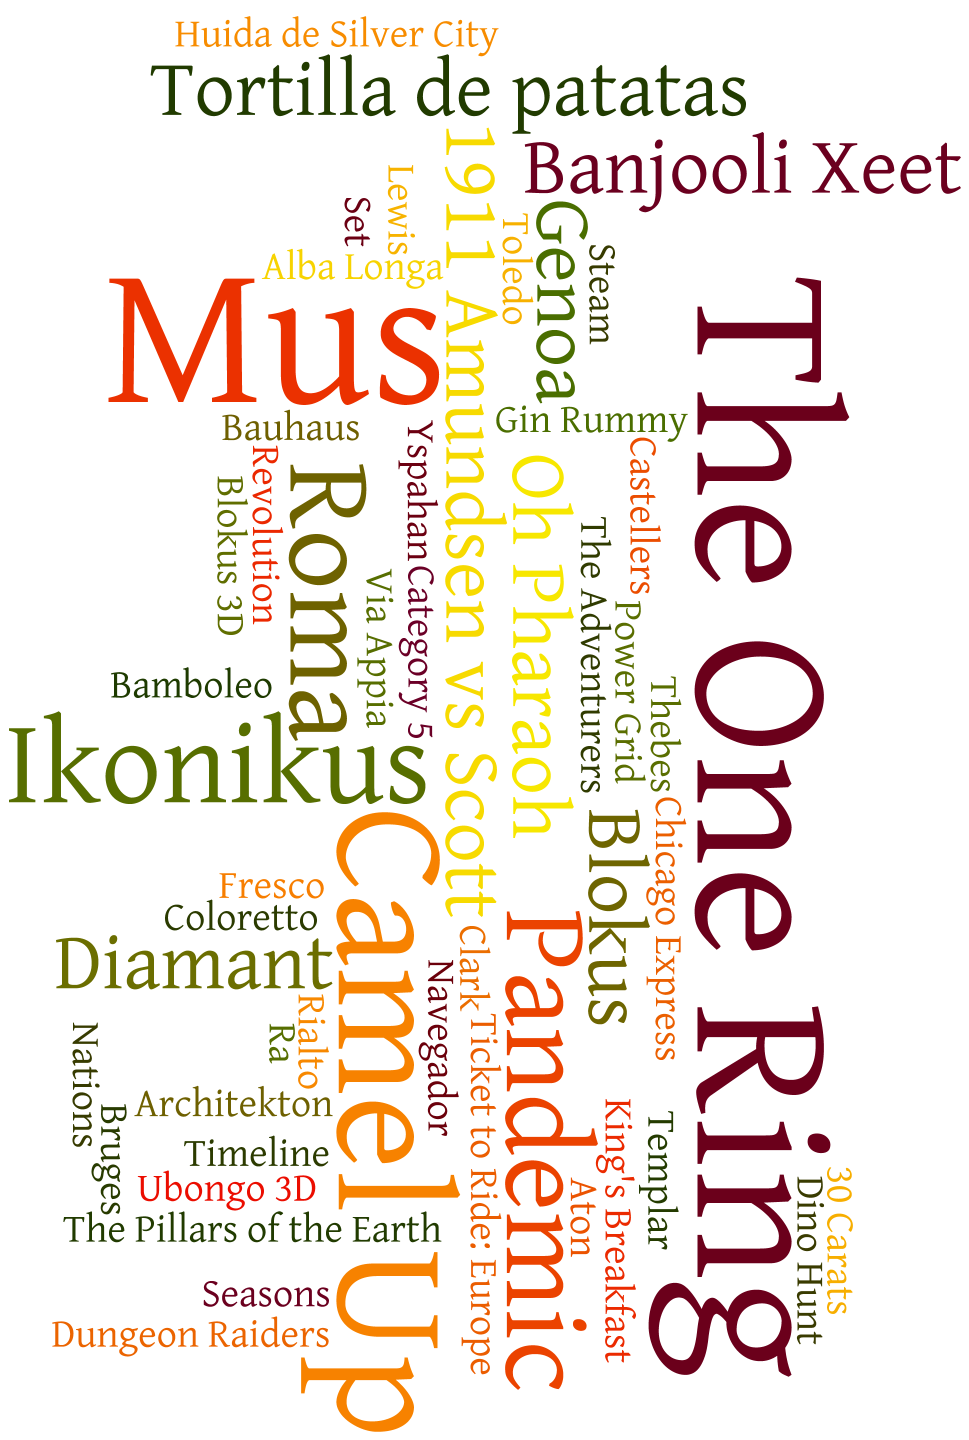 Huida de Silver City
Tortilla de patatas
Banjooli Xeet
1911 Amundsen vs Scott
Lewis
Set
Toledo
Genoa
Steam
Alba Longa
Mus
The One Ring
Gin Rummy
Bauhaus
Yspahan
Revolution
Blokus 3D
Roma
Oh Pharaoh
Castellers
The Adventurers
Via Appia
Category 5
Power Grid
Bamboleo
Thebes
Ikonikus
Chicago Express
Blokus
Camel Up
Fresco
Coloretto
Diamant
Pandemic
Clark
Navegador
Rialto
Ra
Nations
Ticket to Ride: Europe
Architekton
Bruges
King's Breakfast
Templar
Timeline
Ubongo 3D
Aton
30 Carats
Dino Hunt
The Pillars of the Earth
Seasons
Dungeon Raiders